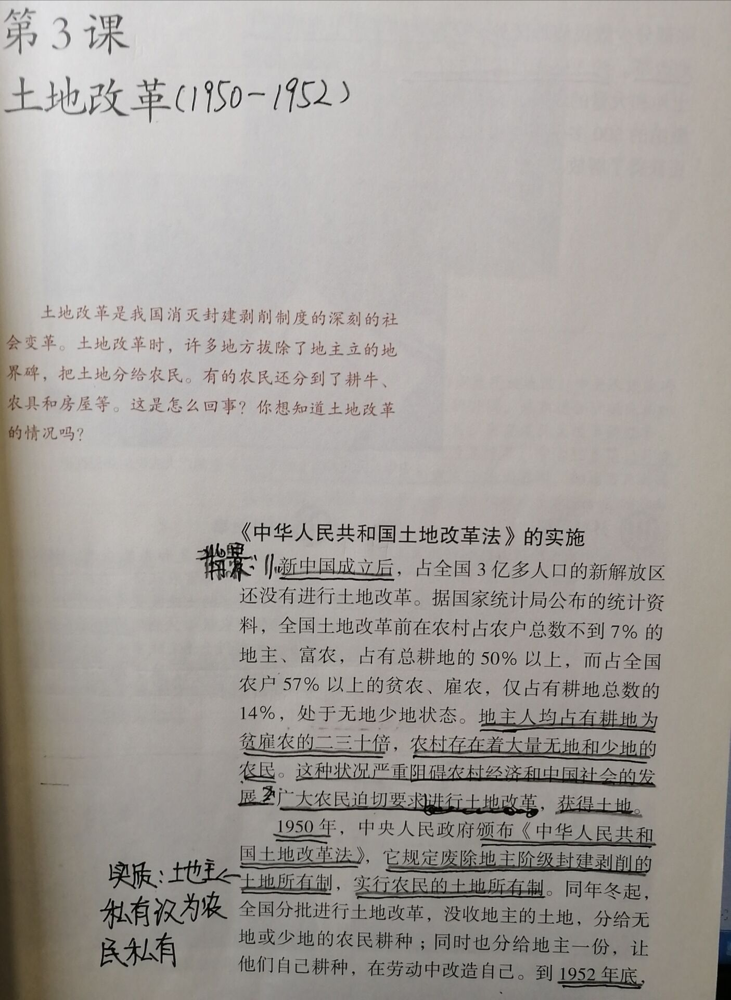 第3课
土地改革(1950-1952)
土地改革是我国消灭封建剥削制度的深刻的社
会变革。土地改革时，许多地方拔除了地主立的地
界碑，把土地分给农民。有的农民还分到了耕牛、
农具和房屋等。这是怎么回事？你想知道土地改革
的情况吗？
《中华人民共和国土地改革法》的实施
背景：1.新中国成立后，占全国3亿多人口的新解放区
还没有进行土地改革。据国家统计局公布的统计资
料，全国土地改革前在农村占农户总数不到7%的
地主、富农，占有总耕地的50%以上，而占全国
农户57%以上的贫农、雇农，仅占有耕地总数的
14%，处于无地少地状态。地主人均占有耕地为
贫雇农的二三十倍，农村存在着大量无地和少地的
农民。这种状况严重阻碍农村经济和中国社会的发
展2.广大农民迫切要求进行土地改革，获得土地。
1950年，中央人民政府颁布《中华人民共和
国土地改革法》，它规定废除地主阶级封建剥削的
土地所有制，实行农民的土地所有制。同年冬起，
全国分批进行土地改革，没收地主的土地，分给无
地或少地的农民耕种；同时也分给地主一份，让
他们自己耕种，在劳动中改造自己。到1952年底，
实质：土地主
私有改为农
民私有